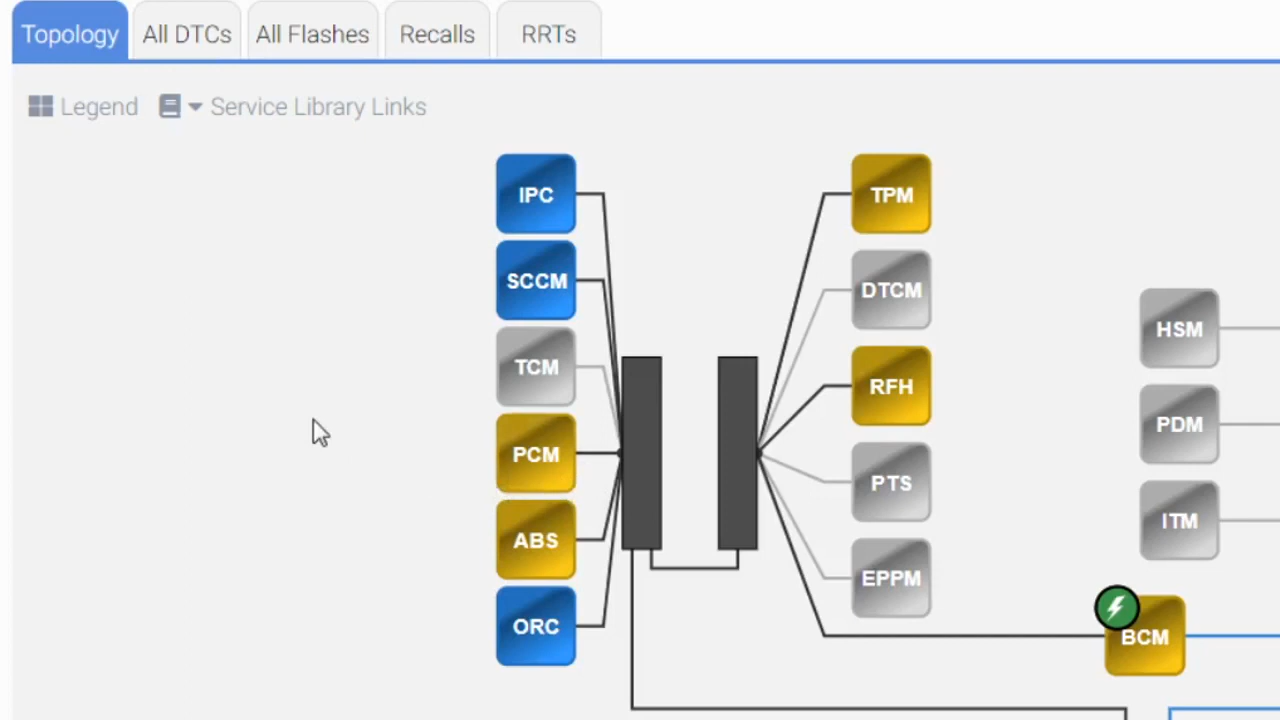 Topology
All DTCs
All Flashes
Recalls
RRTs
Legend
Service Library Links
IPC
SCCM
TCM
PCM
ABS
ORC
TPM
DTCM
RFH
PTS
EPPM
HSM
PDM
ITM
BCM